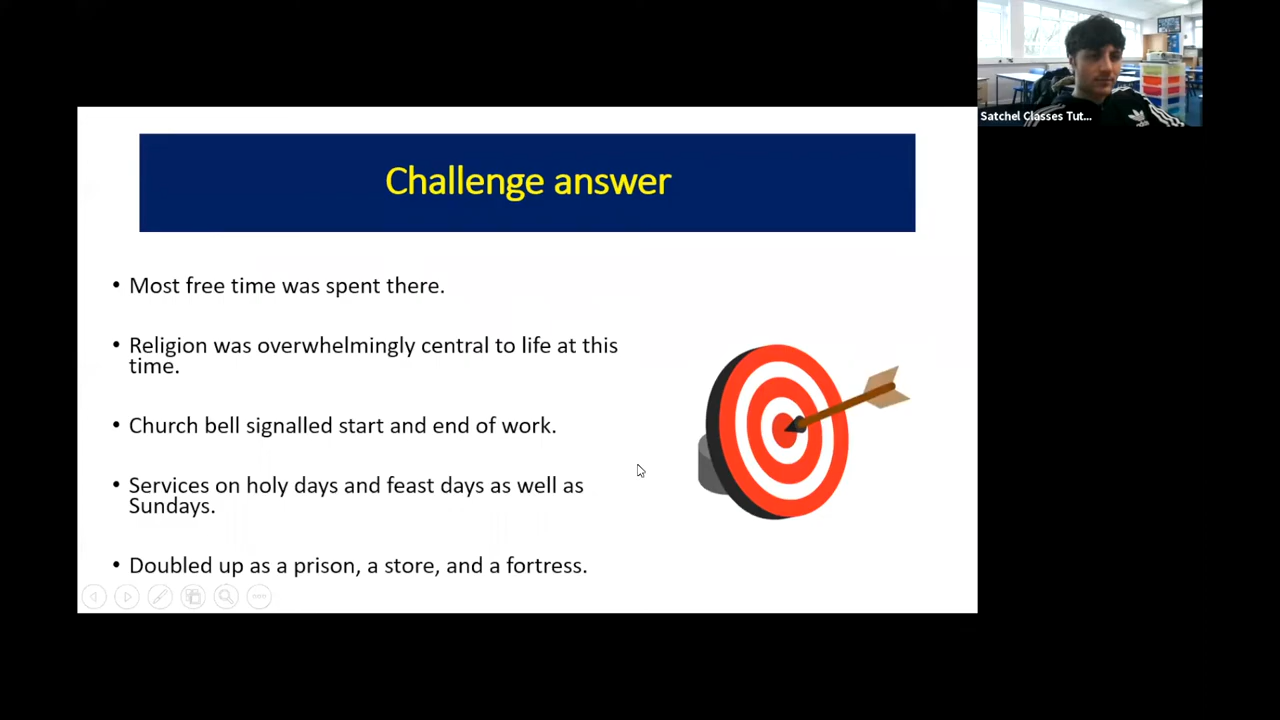 Satchel Classes Tut...
Challenge answer
• Most free time was spent there.
• Religion was overwhelmingly central to life at this
time.
• Church bell signalled start and end of work.
• Services on holy days and feast days as well as
Sundays.
• Doubled up as a prison, a store, and a fortress.